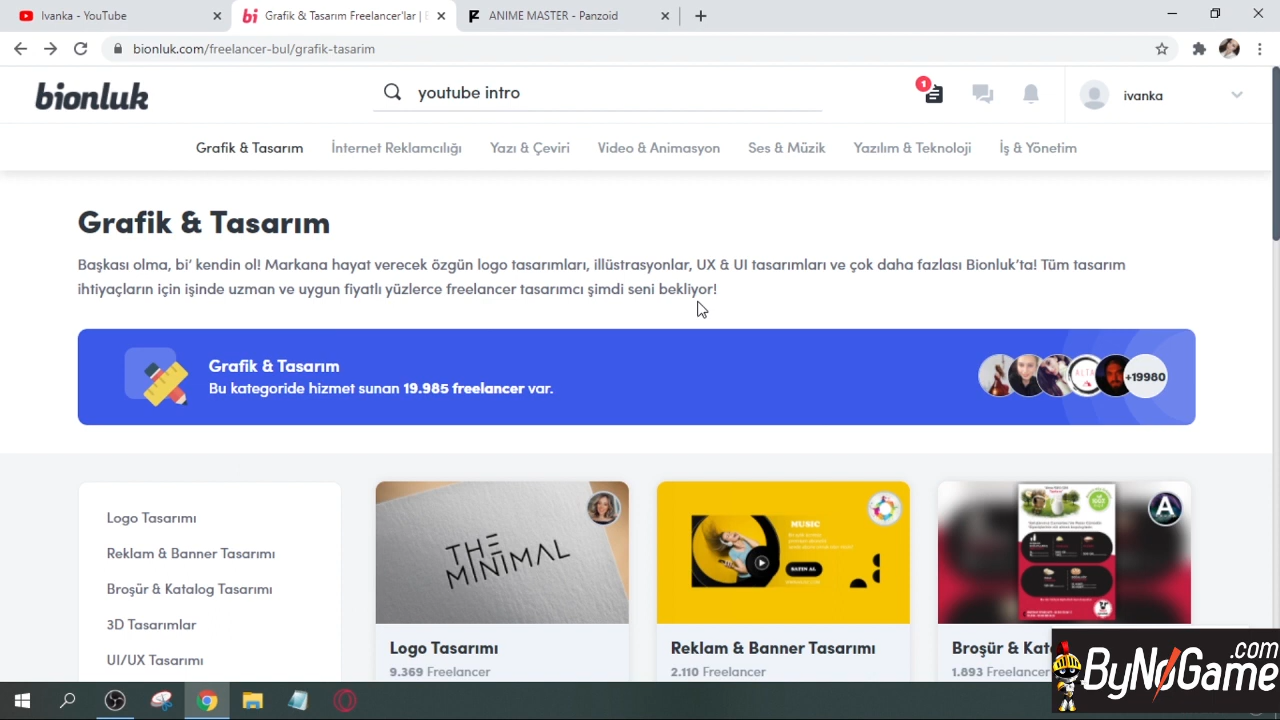 Ivanka - YouTube
Grafik & Tasarım Freelancer'lar |
ANIME MASTER - Panzoid
bionluk.com/freelancer-bul/grafik-tasarim
bionluk
youtube intro
1
ivanka
Grafik & Tasarım
İnternet Reklamcılığı
Yazı & Çeviri
Video & Animasyon
Ses & Müzik
Yazılım & Teknoloji
İş & Yönetim
Grafik & Tasarım
Başkası olma, bi’ kendin ol! Markana hayat verecek özgün logo tasarımları, illüstrasyonlar, UX & UI tasarımları ve çok daha fazlası Bionluk’ta! Tüm tasarım
ihtiyaçların için işinde uzman ve uygun fiyatlı yüzlerce freelancer tasarımcı şimdi seni bekliyor!
Grafik & Tasarım
Bu kategoride hizmet sunan 19.985 freelancer var.
+19980
Logo Tasarımı
Reklam & Banner Tasarımı
Broşür & Katalog Tasarımı
3D Tasarımlar
UI/UX Tasarımı
THE
MINIMAL
MUSIC
SATIN AL
A
Logo Tasarımı
9.369 Freelancer
Reklam & Banner Tasarımı
2.110 Freelancer
Broşür & Kat
1.893 Freelancer
ByNoGame.com